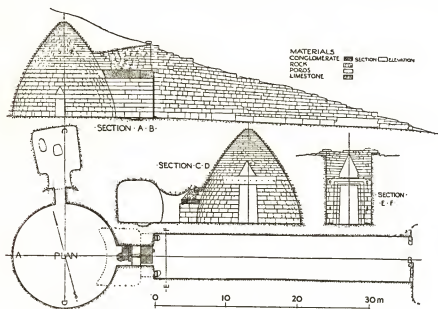 MATERIALS
CONGLOMERATE SECTION ELEVATION
ROCK
POROS
LIMESTONE
·SECTION·A·B·
·SECTION·C·D·
·SECTION·
·E·F·
A
PLAN
F
E
0 10 20 30 m